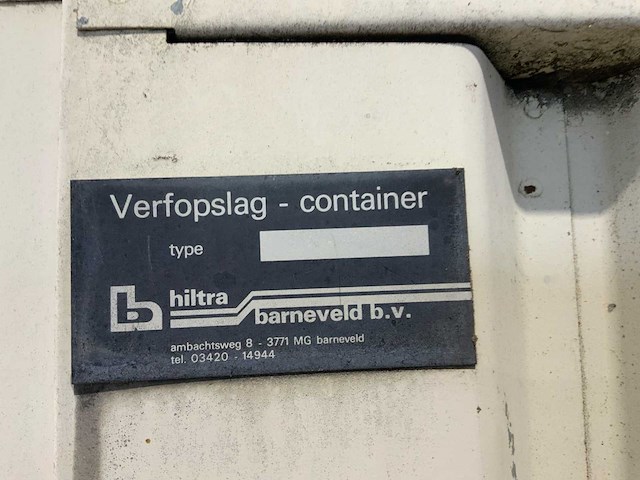 Verfopslag - container
type
b hiltra
barneveld b.v.
ambachtsweg 8 - 3771 MG barneveld
tel. 03420 - 14944